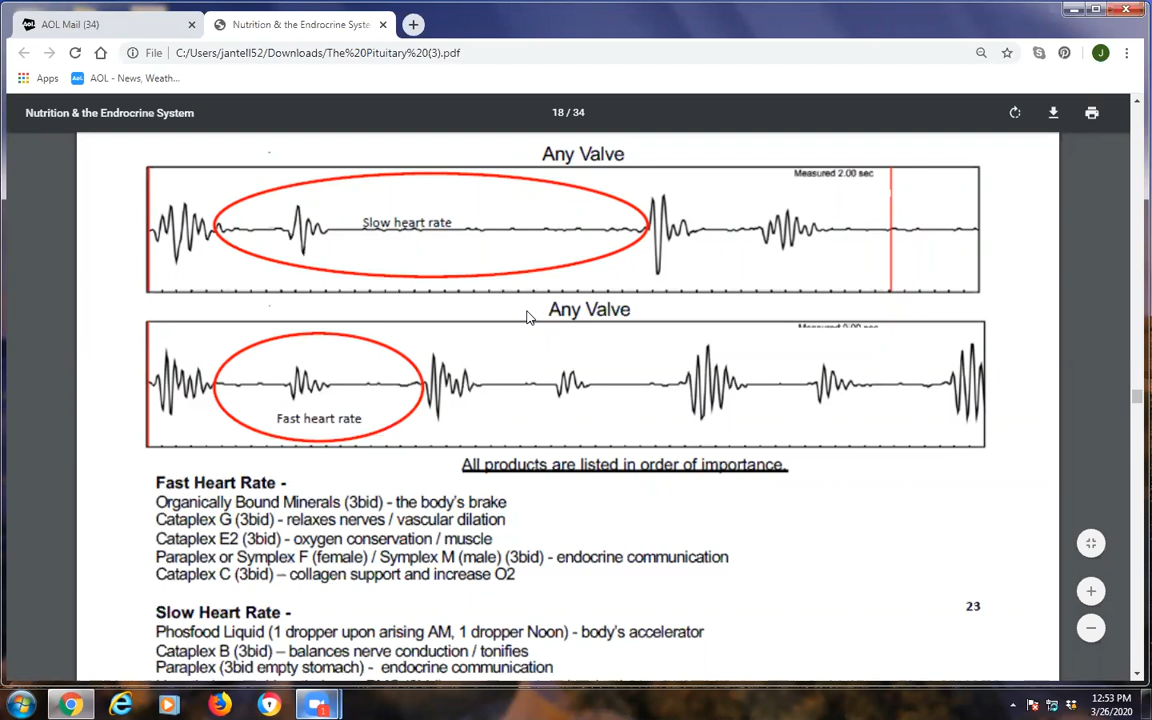 AOL Mail (34)
Nutrition & the Endrocrine Syste
File
C:/Users/jantell52/Downloads/The%20Pituitary%20(3).pdf
J
Apps
AOL - News, Weath...
Nutrition & the Endrocrine System
18 / 34
Any Valve
Measured 2.00 sec
Slow heart rate
Any Valve
Fast heart rate
All products are listed in order of importance.
Fast Heart Rate -
Organically Bound Minerals (3bid) - the body's brake
Cataplex G (3bid) - relaxes nerves / vascular dilation
Cataplex E2 (3bid) - oxygen conservation / muscle
Paraplex or Symplex F (female) / Symplex M (male) (3bid) - endocrine communication
Cataplex C (3bid) – collagen support and increase O2
23
Slow Heart Rate -
Phosfood Liquid (1 dropper upon arising AM, 1 dropper Noon) - body's accelerator
Cataplex B (3bid) – balances nerve conduction / tonifies
Paraplex (3bid empty stomach) - endocrine communication
12:53 PM
3/26/2020